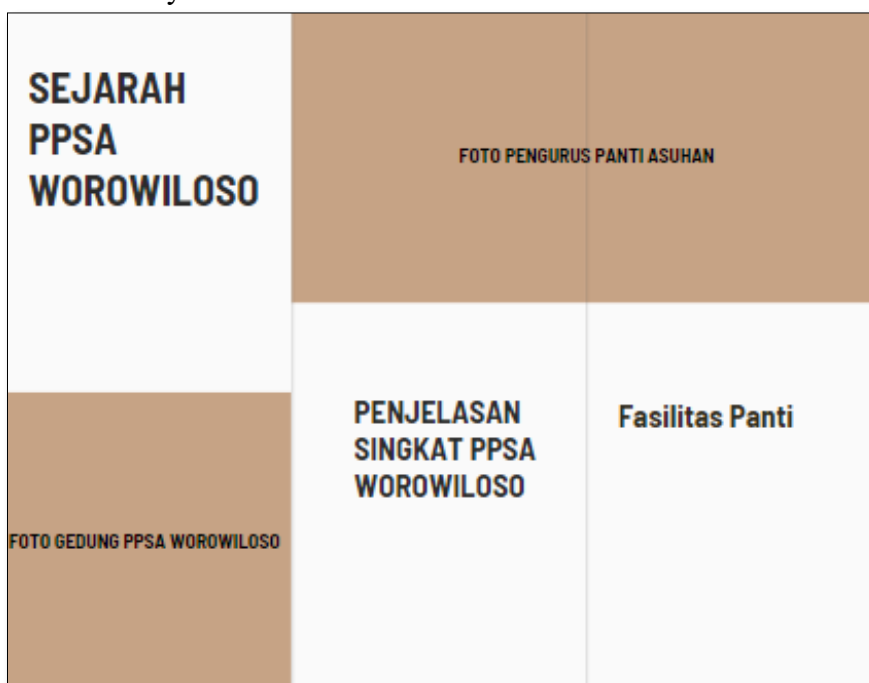 SEJARAH
PPSA
WOROWILOSO
FOTO PENGURUS PANTI ASUHAN
FOTO GEDUNG PPSA WOROWILOSO
PENJELASAN
SINGKAT PPSA
WOROWILOSO
Fasilitas Panti